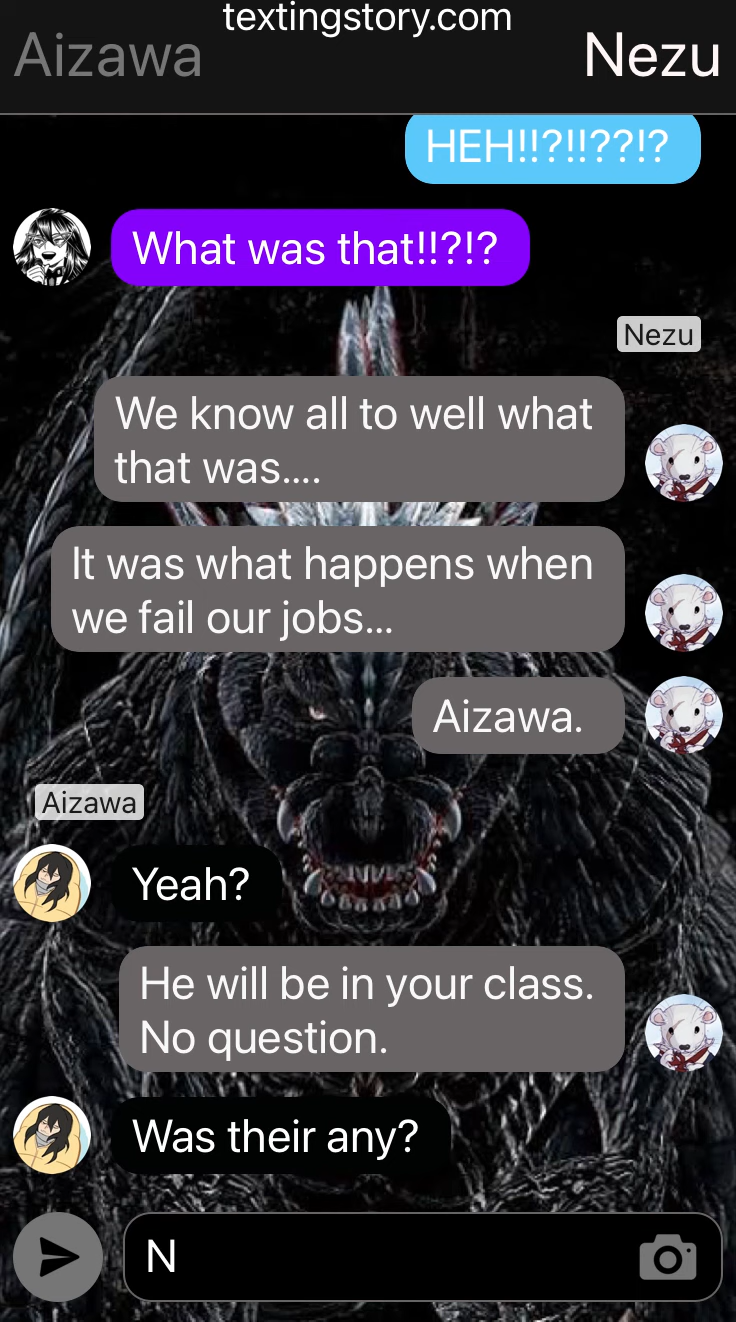 textingstory.com
Aizawa
Nezu
HEH!!?!!??!?
What was that!!?!?
Nezu
We know all to well what
that was....
It was what happens when
we fail our jobs...
Aizawa.
Aizawa
Yeah?
He will be in your class.
No question.
Was their any?
N